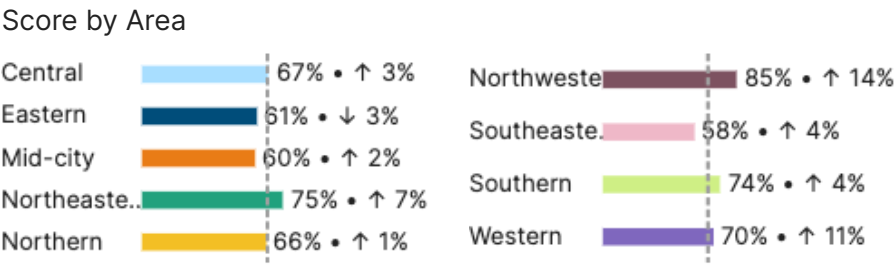 Score by Area
Central 67% • ↑ 3%
Eastern 61% • ↓ 3%
Mid-city 60% • ↑ 2%
Northeaste.. 75% • ↑ 7%
Northern 66% • ↑ 1%
Northweste 85% • ↑ 14%
Southeaste. 58% • ↑ 4%
Southern 74% • ↑ 4%
Western 70% • ↑ 11%